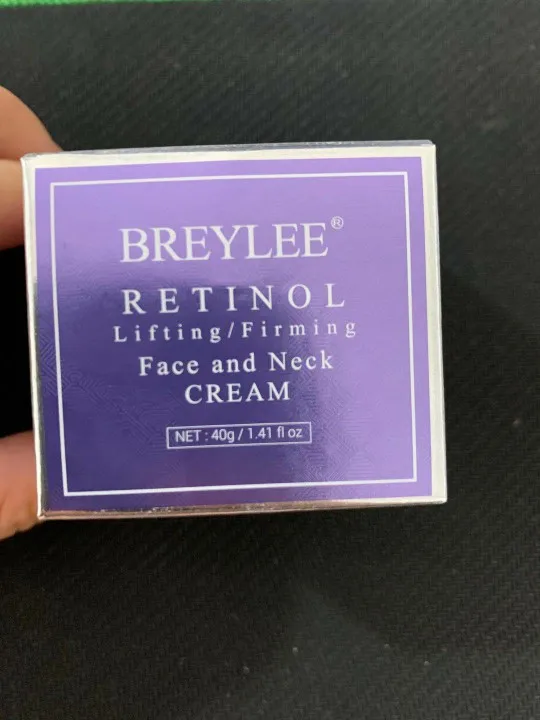 BREYLEE®
RETINOL
Lifting/Firming
Face and Neck
CREAM
NET : 40g / 1.41 fl oz